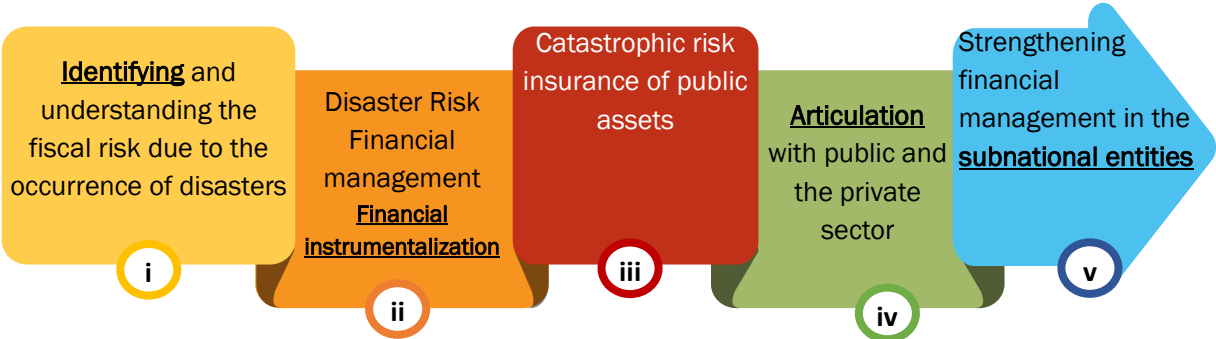 Identifying and
understanding the
fiscal risk due to the
occurrence of disasters
i
Disaster Risk
Financial
management
Financial
instrumentalization
ii
Catastrophic risk
insurance of public
assets
iii
Articulation
with public and
the private
sector
iv
Strengthening
financial
management in the
subnational entities
v